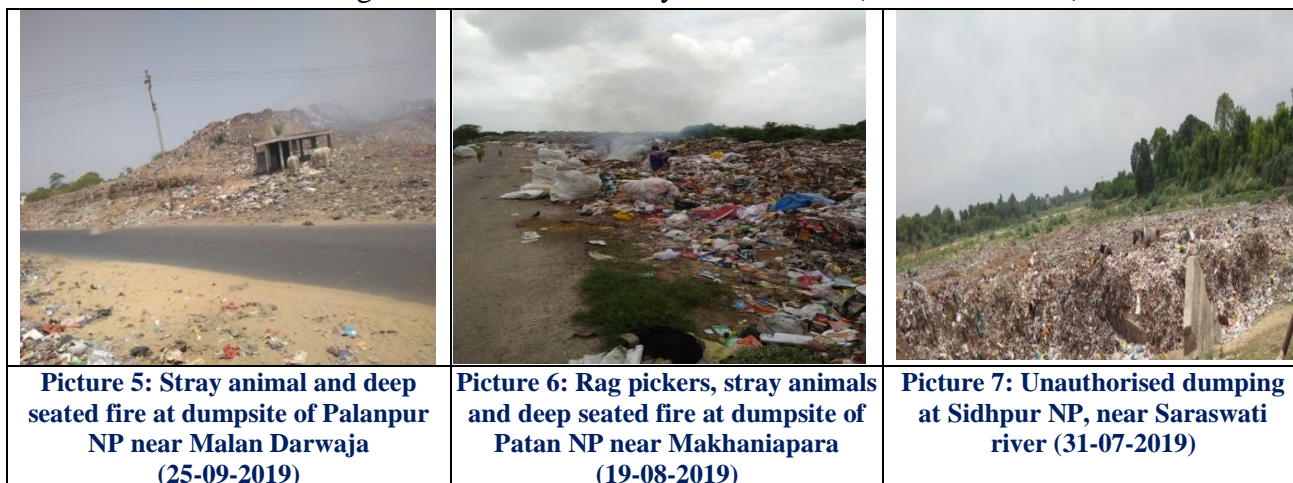 Picture 5: Stray animal and deep
seated fire at dumpsite of Palanpur
NP near Malan Darwaja
(25-09-2019)
Picture 6: Rag pickers, stray animals
and deep seated fire at dumpsite of
Patan NP near Makhaniapara
(19-08-2019)
Picture 7: Unauthorised dumping
at Sidhpur NP, near Saraswati
river (31-07-2019)